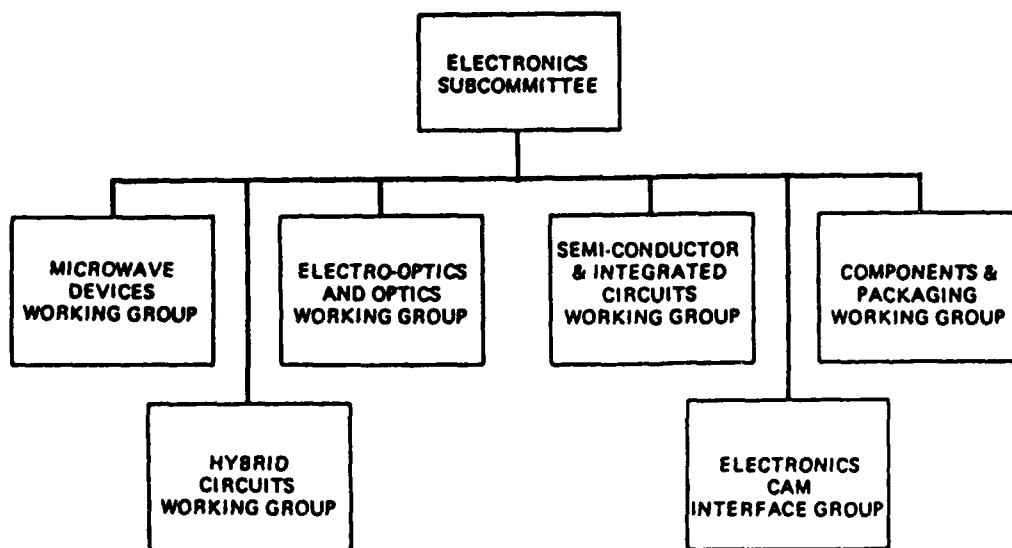 ELECTRONICS
SUBCOMMITTEE
MICROWAVE
DEVICES
WORKING GROUP
ELECTRO-OPTICS
AND OPTICS
WORKING GROUP
SEMI-CONDUCTOR
& INTEGRATED
CIRCUITS
WORKING GROUP
COMPONENTS &
PACKAGING
WORKING GROUP
HYBRID
CIRCUITS
WORKING GROUP
ELECTRONICS
CAM
INTERFACE GROUP